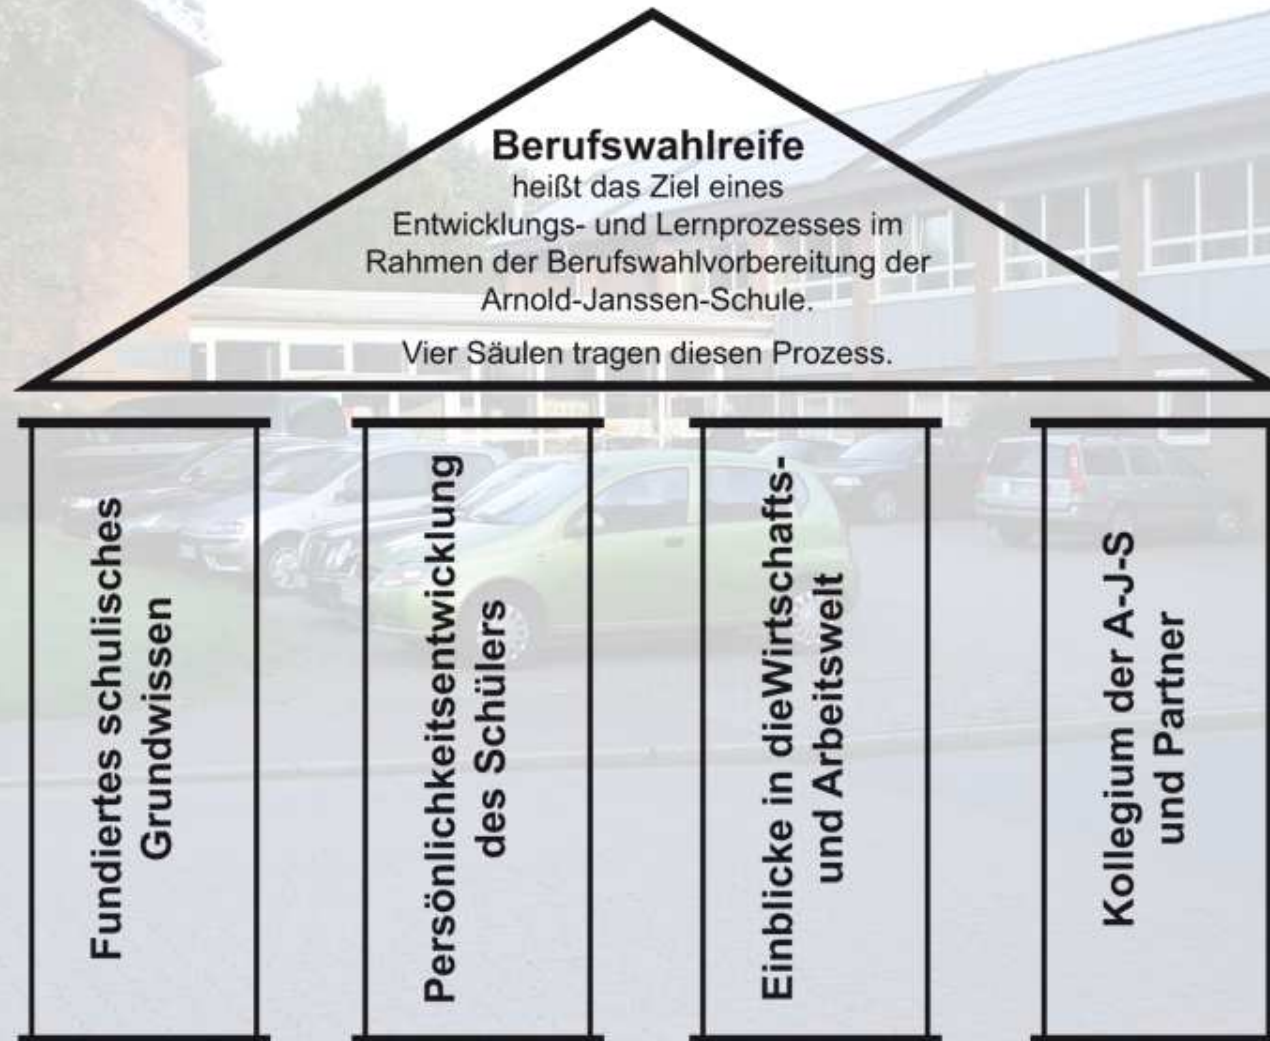 Berufswahlreife
heißt das Ziel eines
Entwicklungs- und Lernprozesses im
Rahmen der Berufswahlvorbereitung der
Arnold-Janssen-Schule.
Vier Säulen tragen diesen Prozess.
Fundiertes schulisches
Grundwissen
Persönlichkeitsentwicklung
des Schülers
Einblicke in dieWirtschafts-
und Arbeitswelt
Kollegium der A-J-S
und Partner